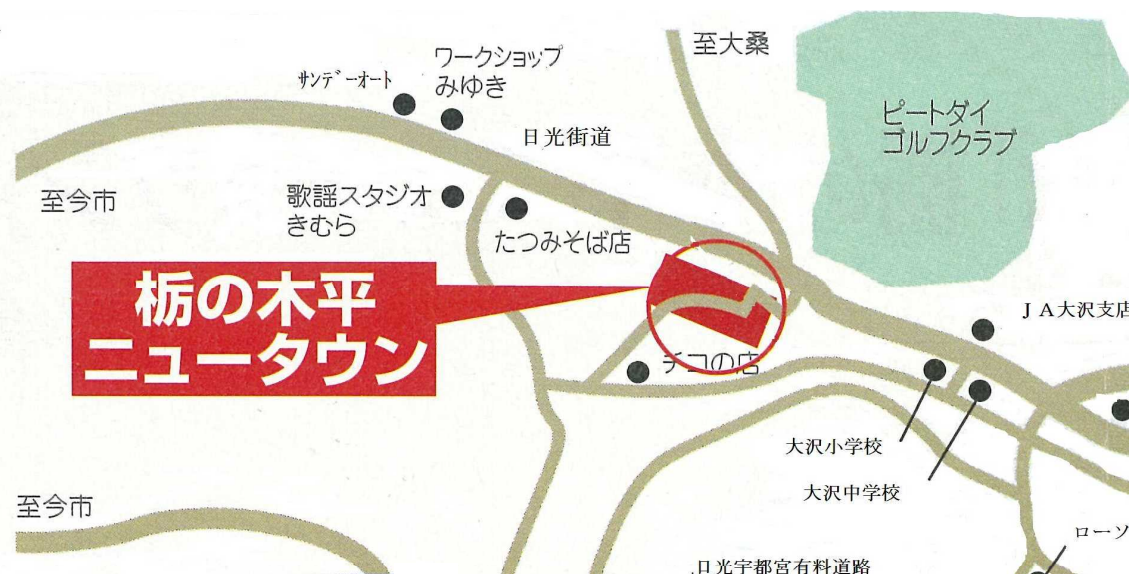 至大桑
ワークショップ
みゆき
サンデーオート
日光街道
ピートダイ
ゴルフクラブ
至今市
歌謡スタジオ
きむら
たつみそば店
栃の木平
ニュータウン
JA大沢支店
チコの店
大沢小学校
大沢中学校
至今市
ローソ
日光宇都宮有料道路